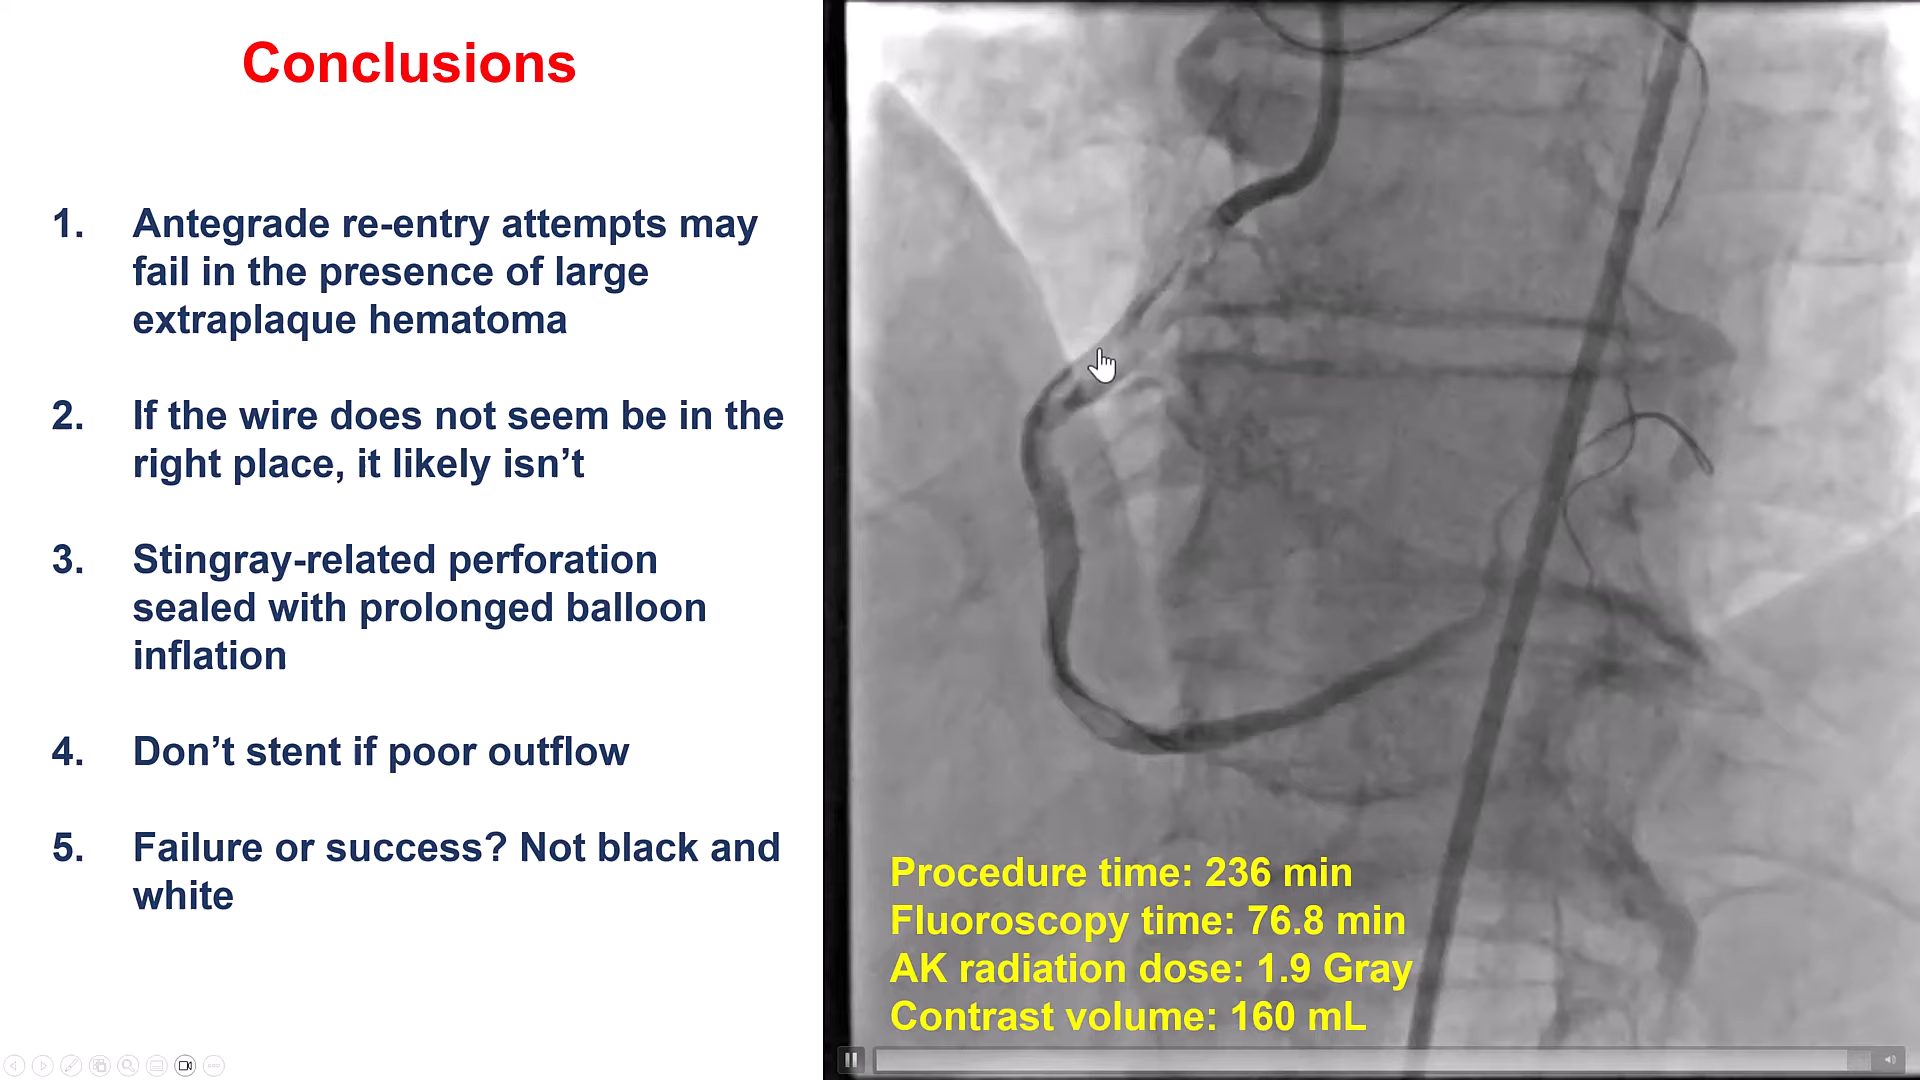 Conclusions
1. Antegrade re-entry attempts may
fail in the presence of large
extraplaque hematoma
2. If the wire does not seem be in the
right place, it likely isn’t
3. Stingray-related perforation
sealed with prolonged balloon
inflation
4. Don’t stent if poor outflow
5. Failure or success? Not black and
white
Procedure time: 236 min
Fluoroscopy time: 76.8 min
AK radiation dose: 1.9 Gray
Contrast volume: 160 mL